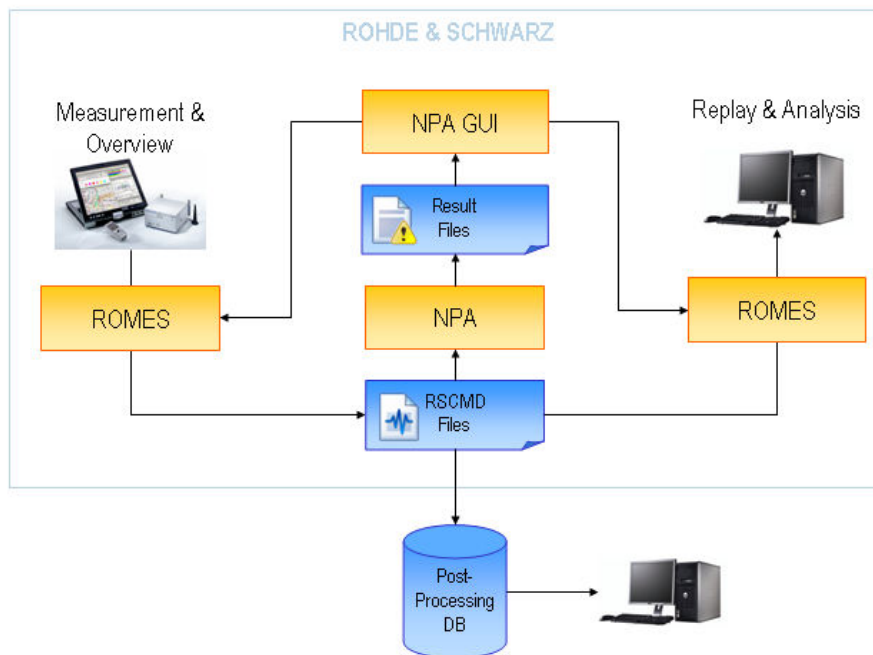 ROHDE & SCHWARZ
Measurement &
Overview
NPA GUI
Replay & Analysis
Result
Files
ROMES
NPA
ROMES
RSCMD
Files
Post-
Processing
DB